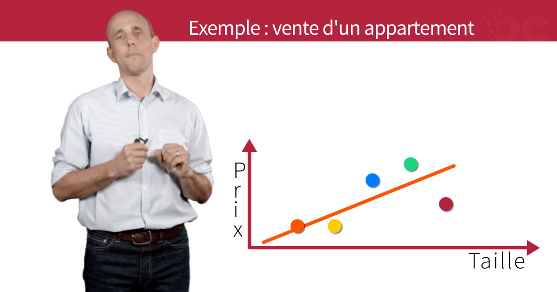 Exemple : vente d'un appartement
Prix
Taille